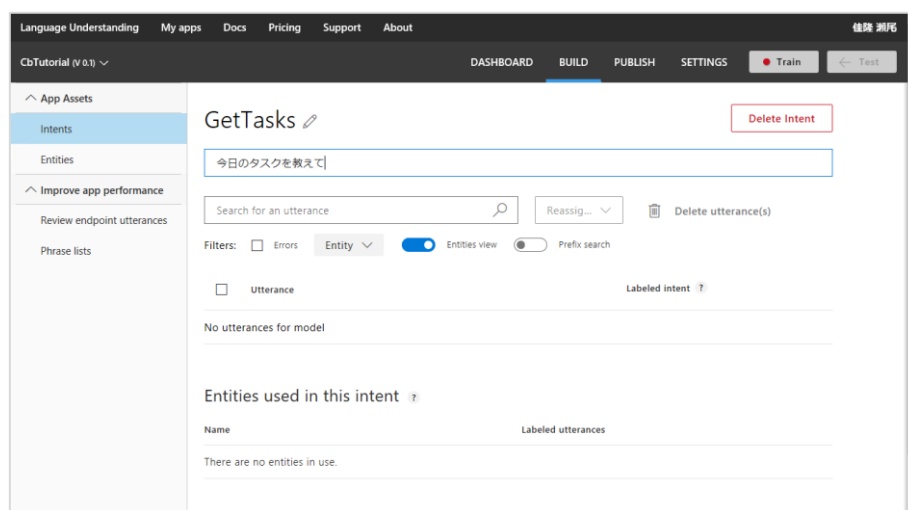 Language Understanding My apps Docs Pricing Support About 佳隆 瀬尾
CbTutorial (V 0.1) DASHBOARD BUILD PUBLISH SETTINGS Train ← Test
App Assets
Intents
Entities
Improve app performance
Review endpoint utterances
Phrase lists
GetTasks Delete Intent
今日のタスクを教えて
Search for an utterance Reassig... Delete utterance(s)
Filters: Errors Entity Entities view Prefix search
Utterance Labeled intent ?
No utterances for model
Entities used in this intent ?
Name Labeled utterances
There are no entities in use.